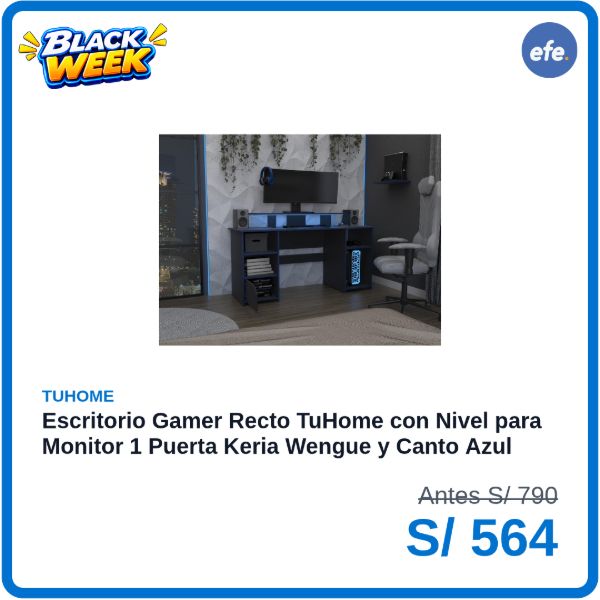 BLACK
WEEK
efe.
TUHOME
Escritorio Gamer Recto TuHome con Nivel para
Monitor 1 Puerta Keria Wengue y Canto Azul
Antes S/ 790
S/ 564